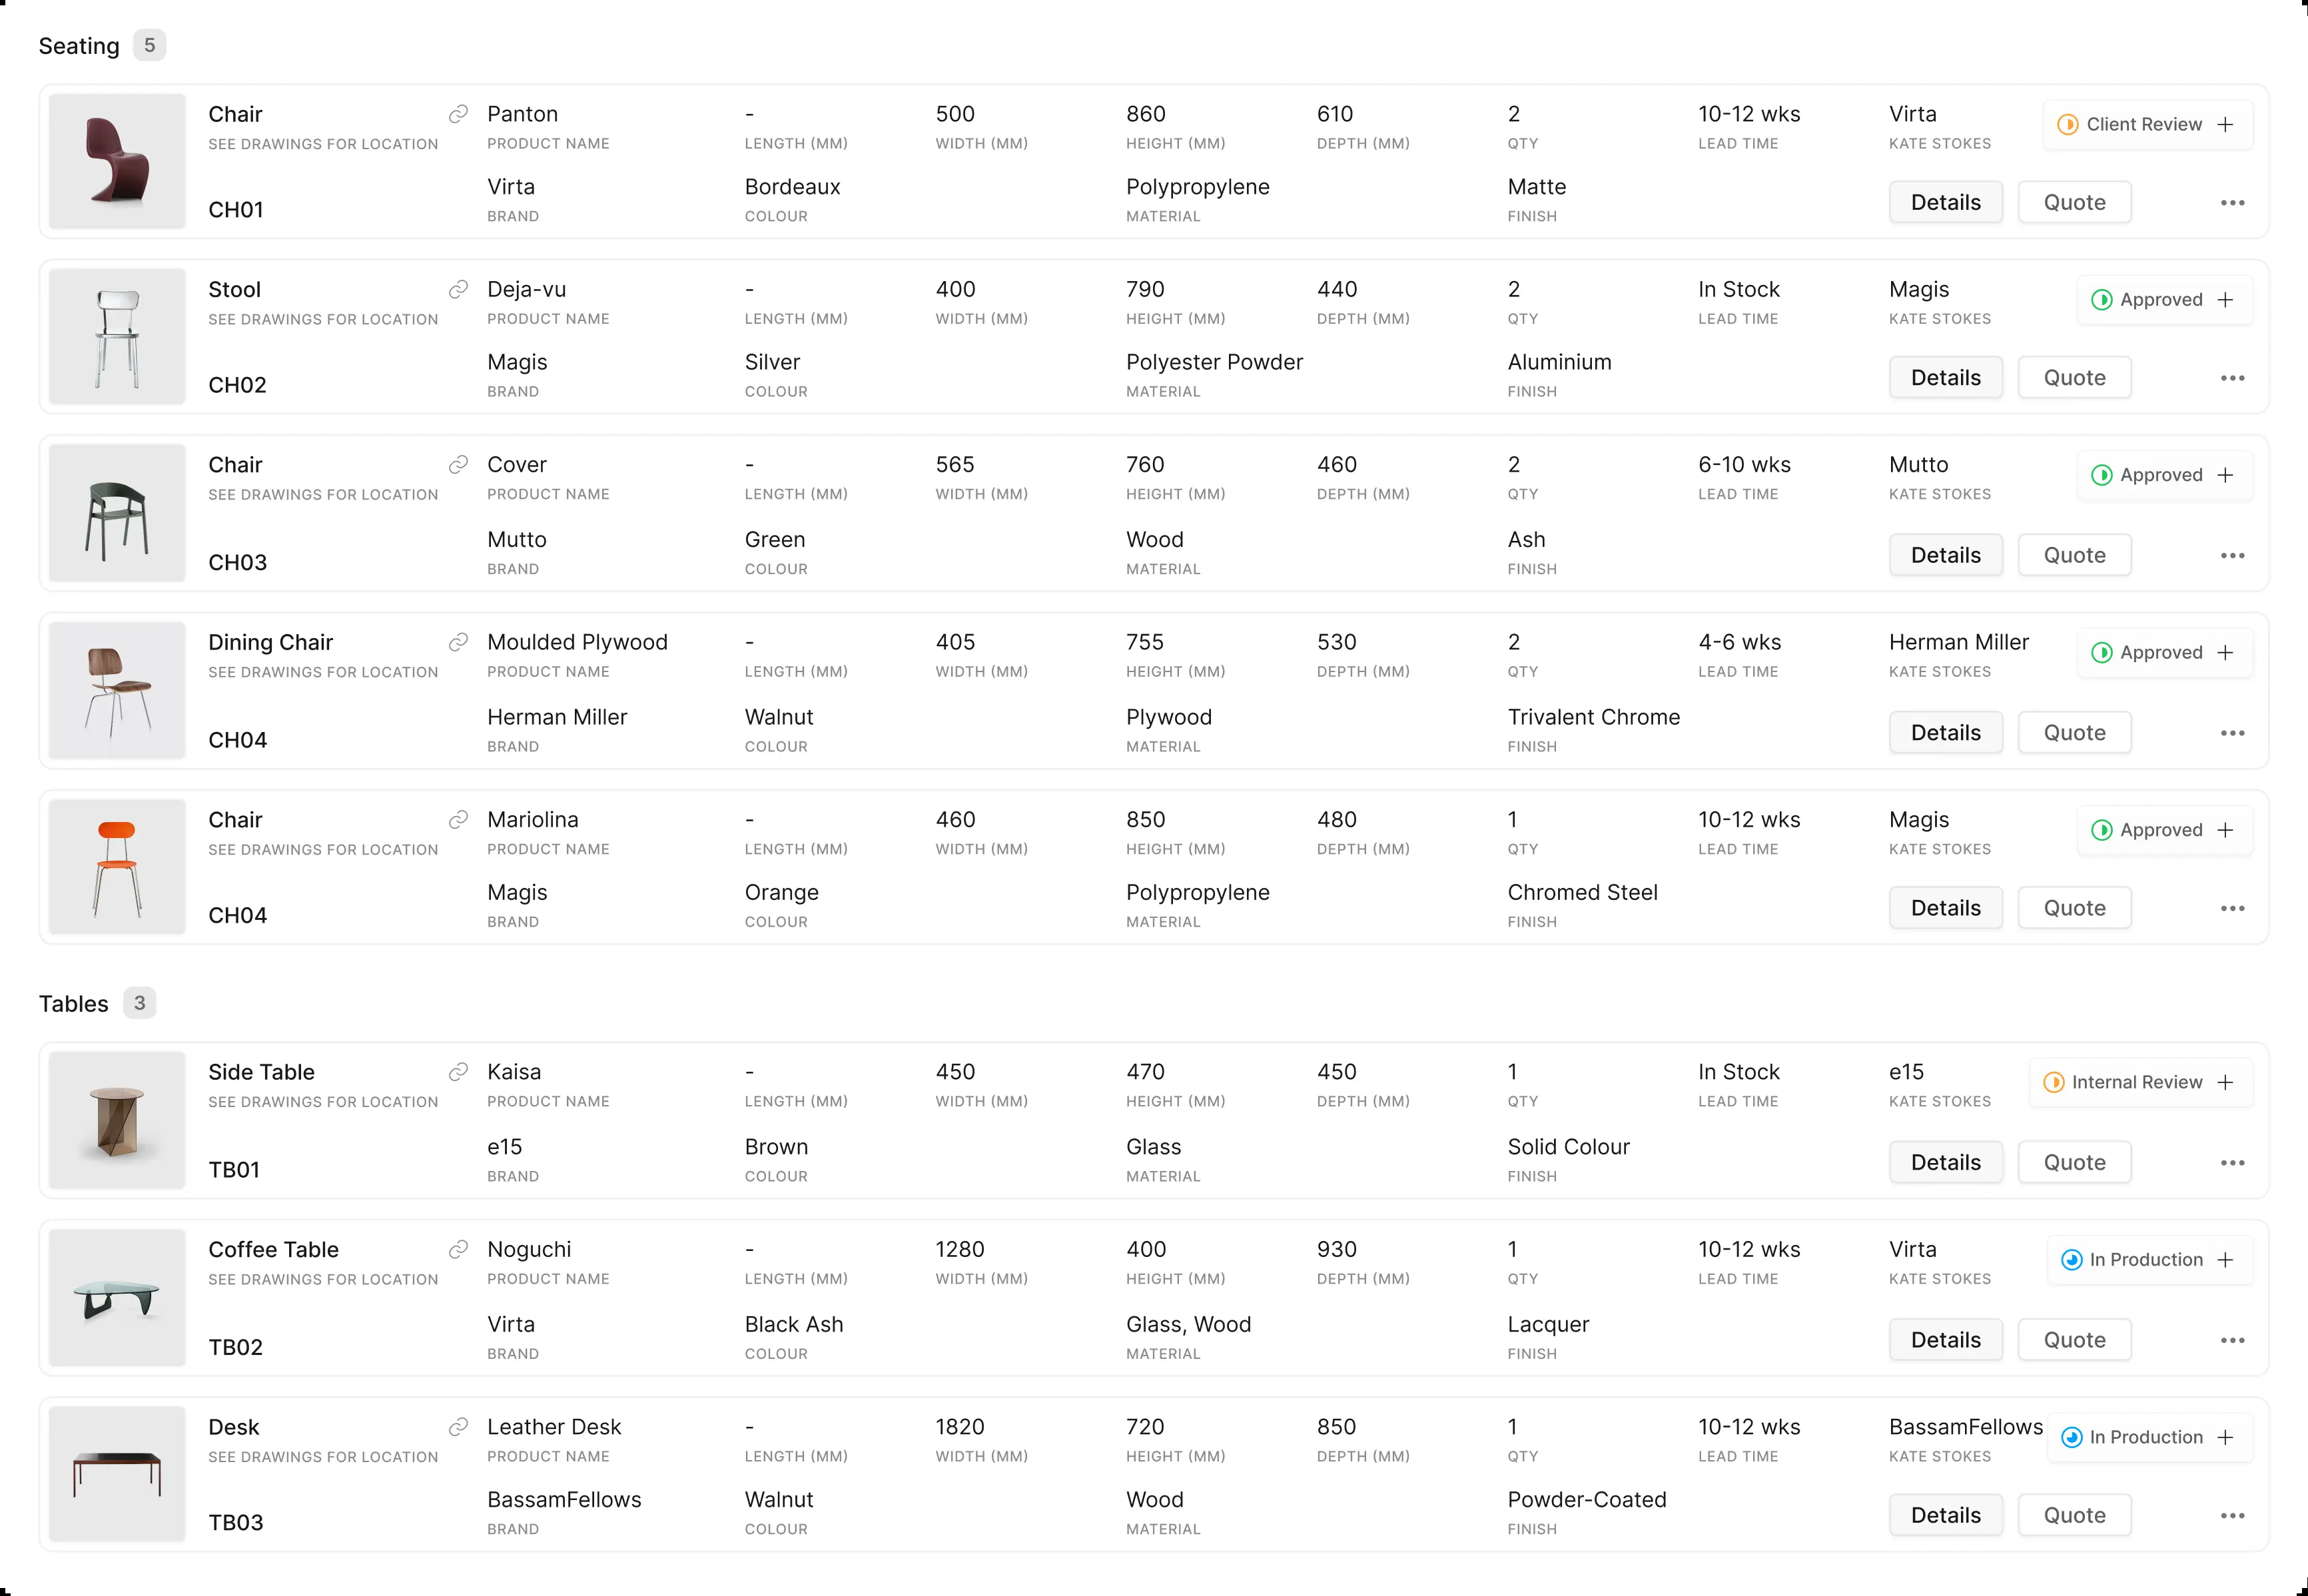 Seating 5
Chair Panton - 500 860 610 2 10-12 wks Virta Client Review +
SEE DRAWINGS FOR LOCATION PRODUCT NAME LENGTH (MM) WIDTH (MM) HEIGHT (MM) DEPTH (MM) QTY LEAD TIME KATE STOKES
Virta Bordeaux Polypropylene Matte
CH01 BRAND COLOUR MATERIAL FINISH Details Quote ...
Stool Deja-vu - 400 790 440 2 In Stock Magis Approved +
SEE DRAWINGS FOR LOCATION PRODUCT NAME LENGTH (MM) WIDTH (MM) HEIGHT (MM) DEPTH (MM) QTY LEAD TIME KATE STOKES
Magis Silver Polyester Powder Aluminium
CH02 BRAND COLOUR MATERIAL FINISH Details Quote ...
Chair Cover - 565 760 460 2 6-10 wks Mutto Approved +
SEE DRAWINGS FOR LOCATION PRODUCT NAME LENGTH (MM) WIDTH (MM) HEIGHT (MM) DEPTH (MM) QTY LEAD TIME KATE STOKES
Mutto Green Wood Ash
CH03 BRAND COLOUR MATERIAL FINISH Details Quote ...
Dining Chair Moulded Plywood - 405 755 530 2 4-6 wks Herman Miller Approved +
SEE DRAWINGS FOR LOCATION PRODUCT NAME LENGTH (MM) WIDTH (MM) HEIGHT (MM) DEPTH (MM) QTY LEAD TIME KATE STOKES
Herman Miller Walnut Plywood Trivalent Chrome
CH04 BRAND COLOUR MATERIAL FINISH Details Quote ...
Chair Mariolina - 460 850 480 1 10-12 wks Magis Approved +
SEE DRAWINGS FOR LOCATION PRODUCT NAME LENGTH (MM) WIDTH (MM) HEIGHT (MM) DEPTH (MM) QTY LEAD TIME KATE STOKES
Magis Orange Polypropylene Chromed Steel
CH04 BRAND COLOUR MATERIAL FINISH Details Quote ...
Tables 3
Side Table Kaisa - 450 470 450 1 In Stock e15 Internal Review +
SEE DRAWINGS FOR LOCATION PRODUCT NAME LENGTH (MM) WIDTH (MM) HEIGHT (MM) DEPTH (MM) QTY LEAD TIME KATE STOKES
e15 Brown Glass Solid Colour
TB01 BRAND COLOUR MATERIAL FINISH Details Quote ...
Coffee Table Noguchi - 1280 400 930 1 10-12 wks Virta In Production +
SEE DRAWINGS FOR LOCATION PRODUCT NAME LENGTH (MM) WIDTH (MM) HEIGHT (MM) DEPTH (MM) QTY LEAD TIME KATE STOKES
Virta Black Ash Glass, Wood Lacquer
TB02 BRAND COLOUR MATERIAL FINISH Details Quote ...
Desk Leather Desk - 1820 720 850 1 10-12 wks BassamFellows In Production +
SEE DRAWINGS FOR LOCATION PRODUCT NAME LENGTH (MM) WIDTH (MM) HEIGHT (MM) DEPTH (MM) QTY LEAD TIME KATE STOKES
BassamFellows Walnut Wood Powder-Coated
TB03 BRAND COLOUR MATERIAL FINISH Details Quote ...